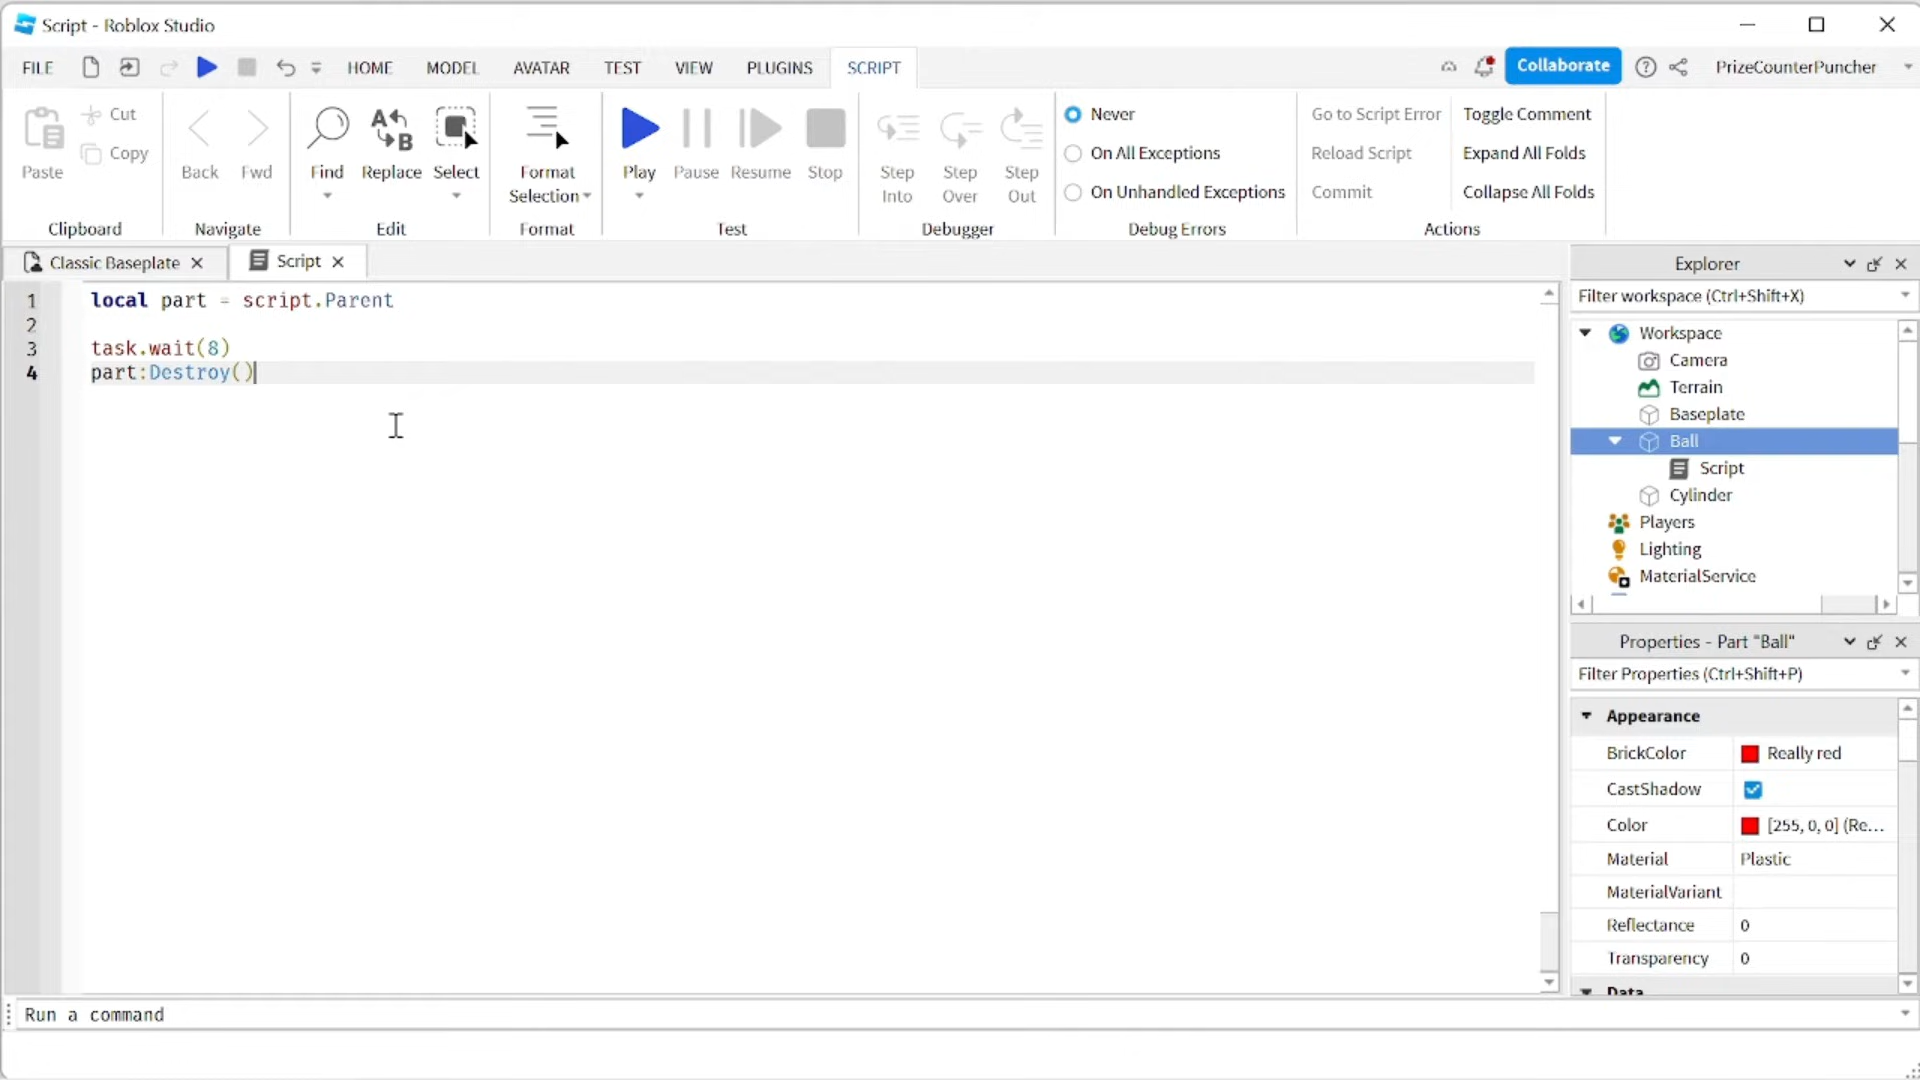 Script - Roblox Studio
FILE HOME MODEL AVATAR TEST VIEW PLUGINS SCRIPT Collaborate PrizeCounterPuncher
Paste Cut Copy
Clipboard
Back Fwd
Navigate
Find Replace Select
Edit
Format Selection
Format
Play Pause Resume Stop
Test
Step Into Step Over Step Out
Debugger
Never
On All Exceptions
On Unhandled Exceptions
Debug Errors
Go to Script Error Toggle Comment
Reload Script Expand All Folds
Commit Collapse All Folds
Actions
Classic Baseplate Script
1 local part = script.Parent
2
3 task.wait(8)
4 part:Destroy()
Explorer
Filter workspace (Ctrl+Shift+X)
Workspace
Camera
Terrain
Baseplate
Ball
Script
Cylinder
Players
Lighting
MaterialService
Properties - Part "Ball"
Filter Properties (Ctrl+Shift+P)
Appearance
BrickColor Really red
CastShadow
Color [255, 0, 0] (Re...
Material Plastic
MaterialVariant
Reflectance 0
Transparency 0
Data
Run a command